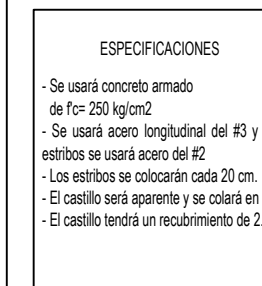 ESPECIFICACIONES
- Se usará concreto armado
de f'c= 250 kg/cm2
- Se usará acero longitudinal del #3 y
estribos se usará acero del #2
- Los estribos se colocarán cada 20 cm.
- El castillo será aparente y se colará en
- El castillo tendrá un recubrimiento de 2.